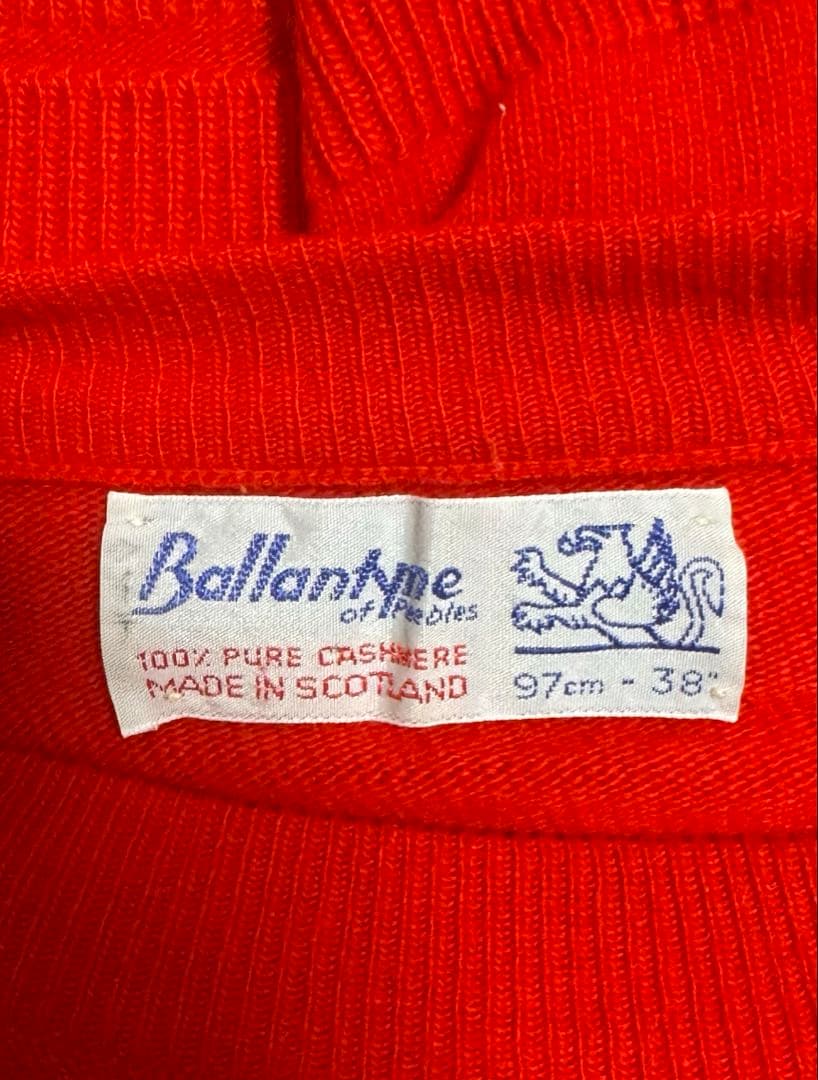 Ballantyne
of Peebles
100% PURE CASHMERE
MADE IN SCOTLAND
97cm - 38"